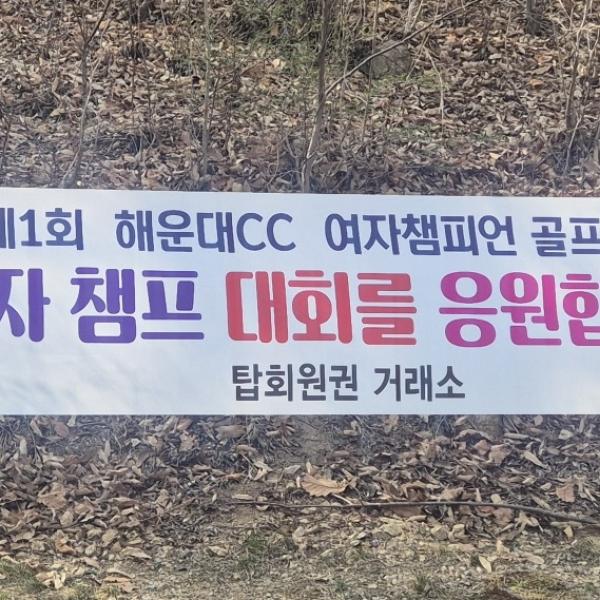 제1회 해운대CC 여자챔피언 골프
자 챔프 대회를 응원합
탑회원권 거래소